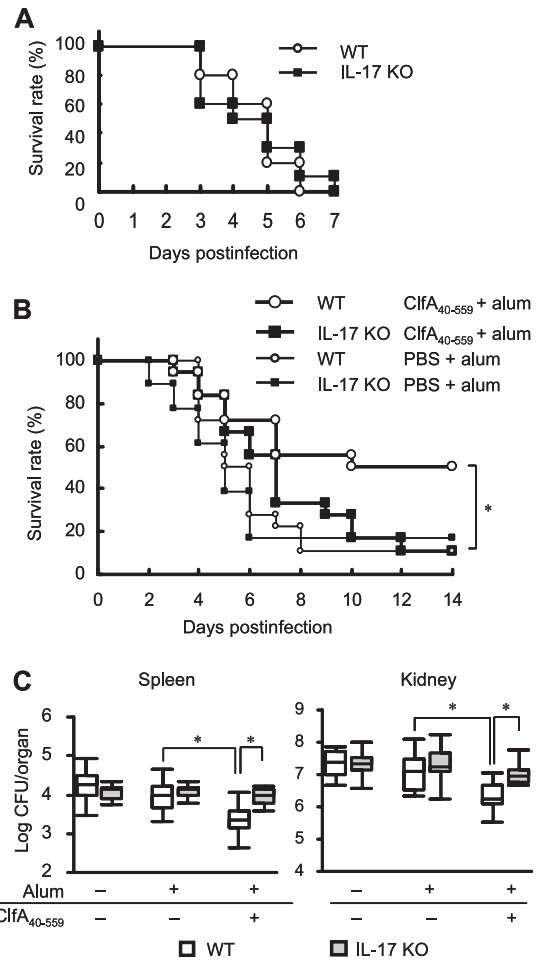 A
WT
IL-17 KO
Survival rate (%)
100
80
60
40
20
0
0 1 2 3 4 5 6 7
Days postinfection
B
WT ClfA40-559 + alum
IL-17 KO ClfA40-559 + alum
WT PBS + alum
IL-17 KO PBS + alum
Survival rate (%)
100
80
60
40
20
0
*
0 2 4 6 8 10 12 14
Days postinfection
C
Spleen Kidney
Log CFU/organ
6
5
4
3
2
* *
9
8
7
6
5
4
* *
Alum – + + – + +
ClfA40-559 – – + – – +
WT IL-17 KO